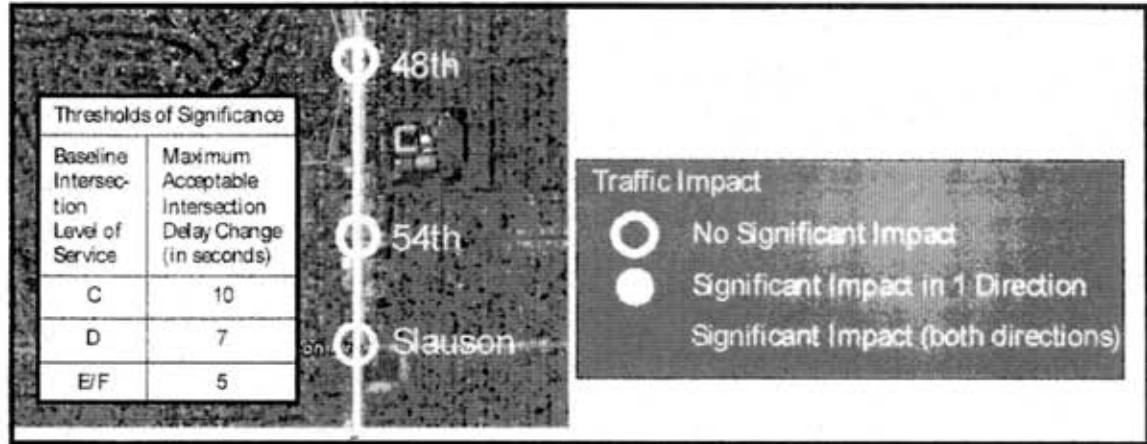 Thresholds of Significance
Baseline
Intersec-
tion
Level of
Service
Maximum
Acceptable
Intersection
Delay Change
(in seconds)
C
10
D
7
E/F
5
48th
54th
on
Slauson
Traffic Impact
No Significant Impact
Significant Impact in 1 Direction
Significant Impact (both directions)